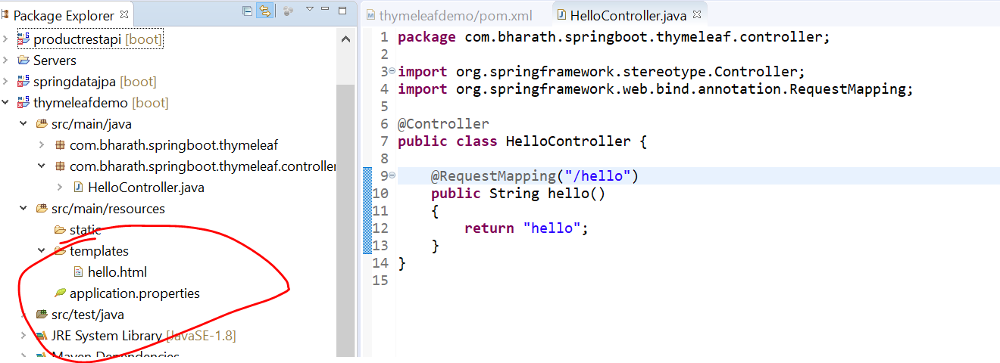 Package Explorer
productrestapi [boot]
Servers
springdatajpa [boot]
thymeleafdemo [boot]
src/main/java
com.bharath.springboot.thymeleaf
com.bharath.springboot.thymeleaf.controller
HelloController.java
src/main/resources
static
templates
hello.html
application.properties
src/test/java
JRE System Library [JavaSE-1.8]
Maven Dependencies
thymeleafdemo/pom.xml HelloController.java
1 package com.bharath.springboot.thymeleaf.controller;
2
3 import org.springframework.stereotype.Controller;
4 import org.springframework.web.bind.annotation.RequestMapping;
5
6 @Controller
7 public class HelloController {
8
9 @RequestMapping("/hello")
10 public String hello()
11 {
12 return "hello";
13 }
14 }
15